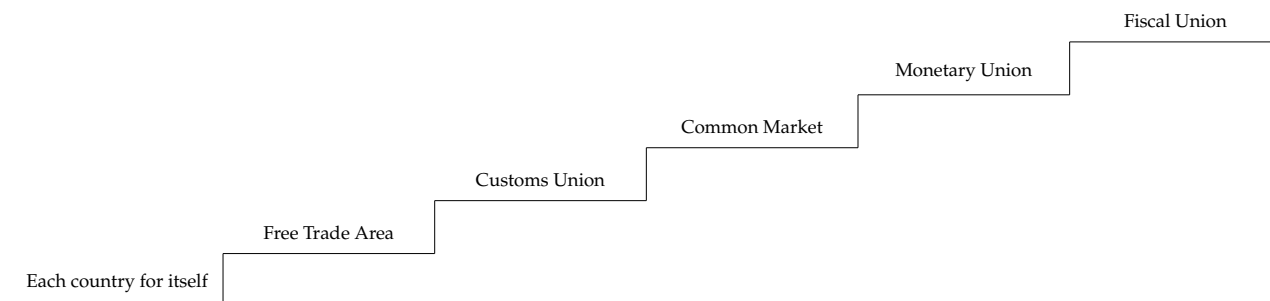 Fiscal Union
Monetary Union
Common Market
Customs Union
Free Trade Area
Each country for itself